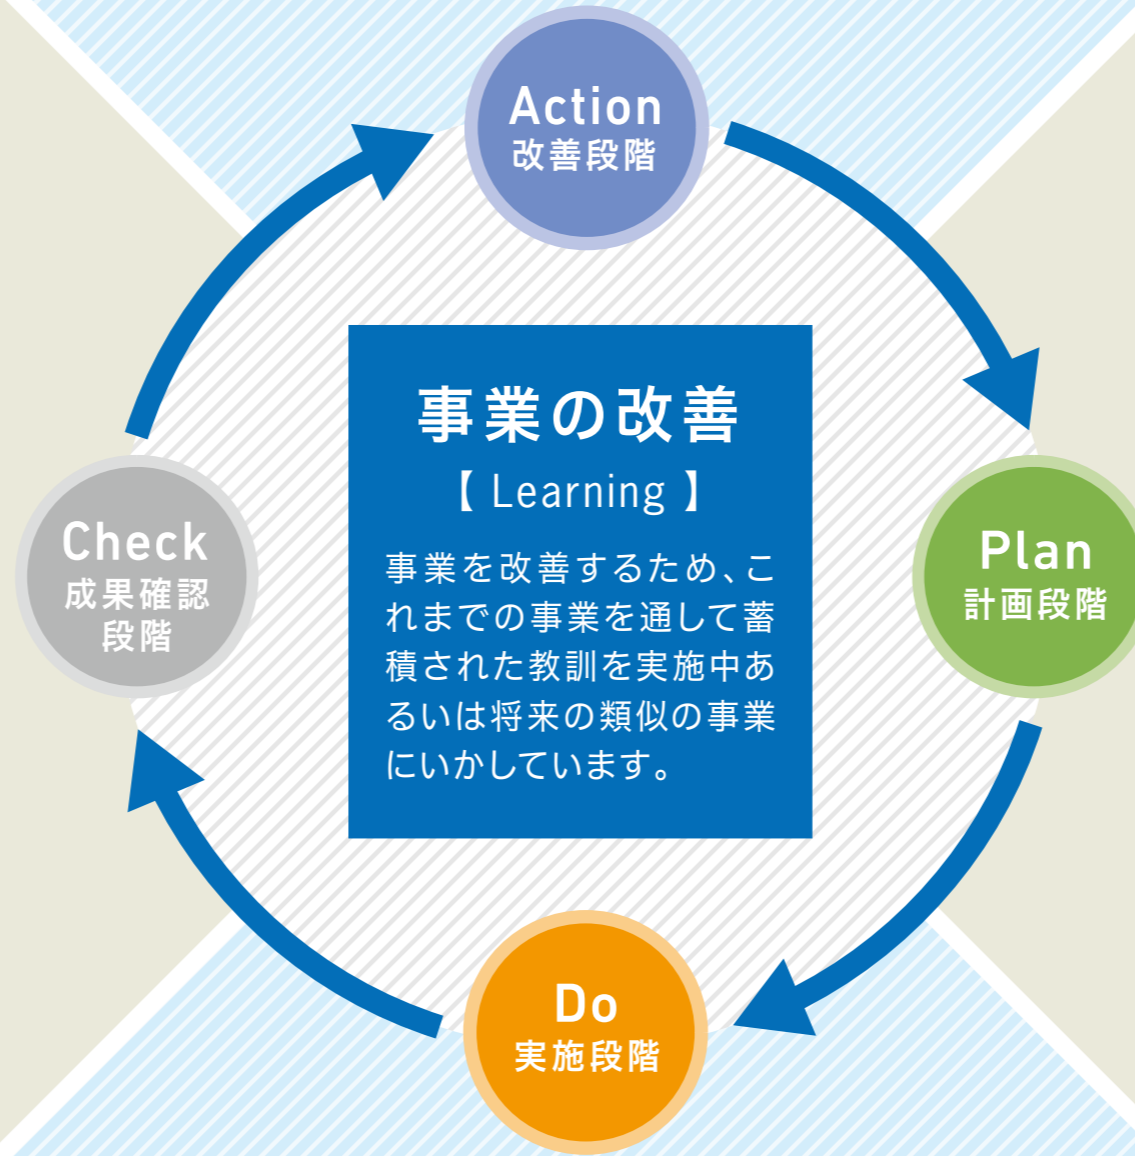 Action
改善段階
事業の改善
【 Learning 】
事業を改善するため、こ
れまでの事業を通して蓄
積された教訓を実施中あ
るいは将来の類似の事業
にいかしています。
Check
成果確認
段階
Plan
計画段階
Do
実施段階